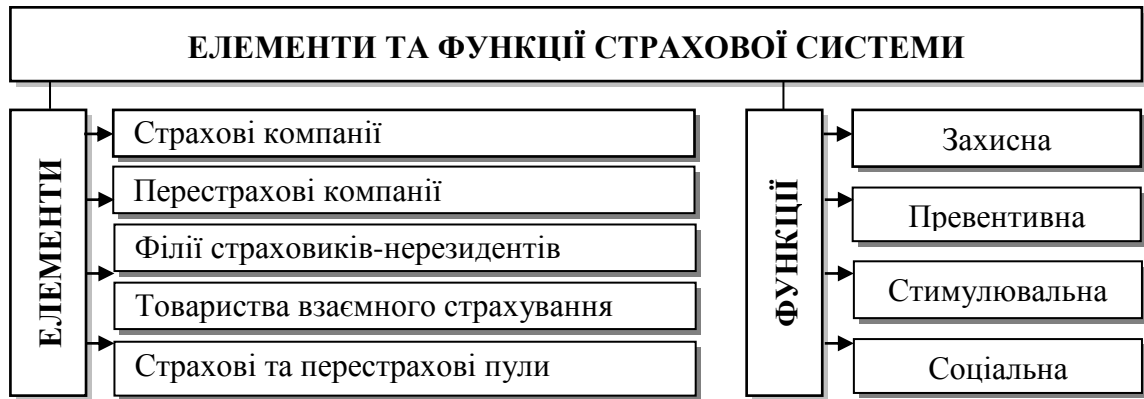 ЕЛЕМЕНТИ ТА ФУНКЦІЇ СТРАХОВОЇ СИСТЕМИ
ЕЛЕМЕНТИ
Страхові компанії
Перестрахові компанії
Філії страховиків-нерезидентів
Товариства взаємного страхування
Страхові та перестрахові пули
ФУНКЦІЇ
Захисна
Превентивна
Стимулювальна
Соціальна